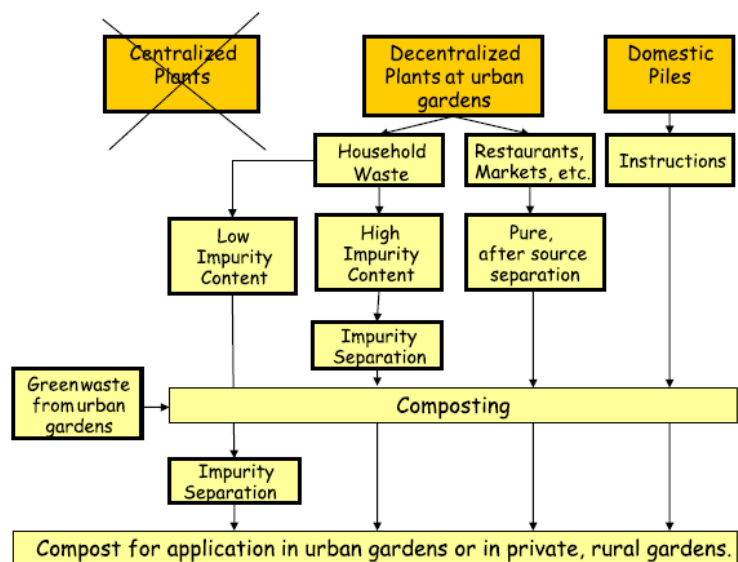 Centralized
Plants
Decentralized
Plants at urban
gardens
Domestic
Piles
Household
Waste
Restaurants,
Markets, etc.
Instructions
Low
Impurity
Content
High
Impurity
Content
Pure,
after source
separation
Impurity
Separation
Greenwaste
from urban
gardens
Composting
Impurity
Separation
Compost for application in urban gardens or in private, rural gardens.